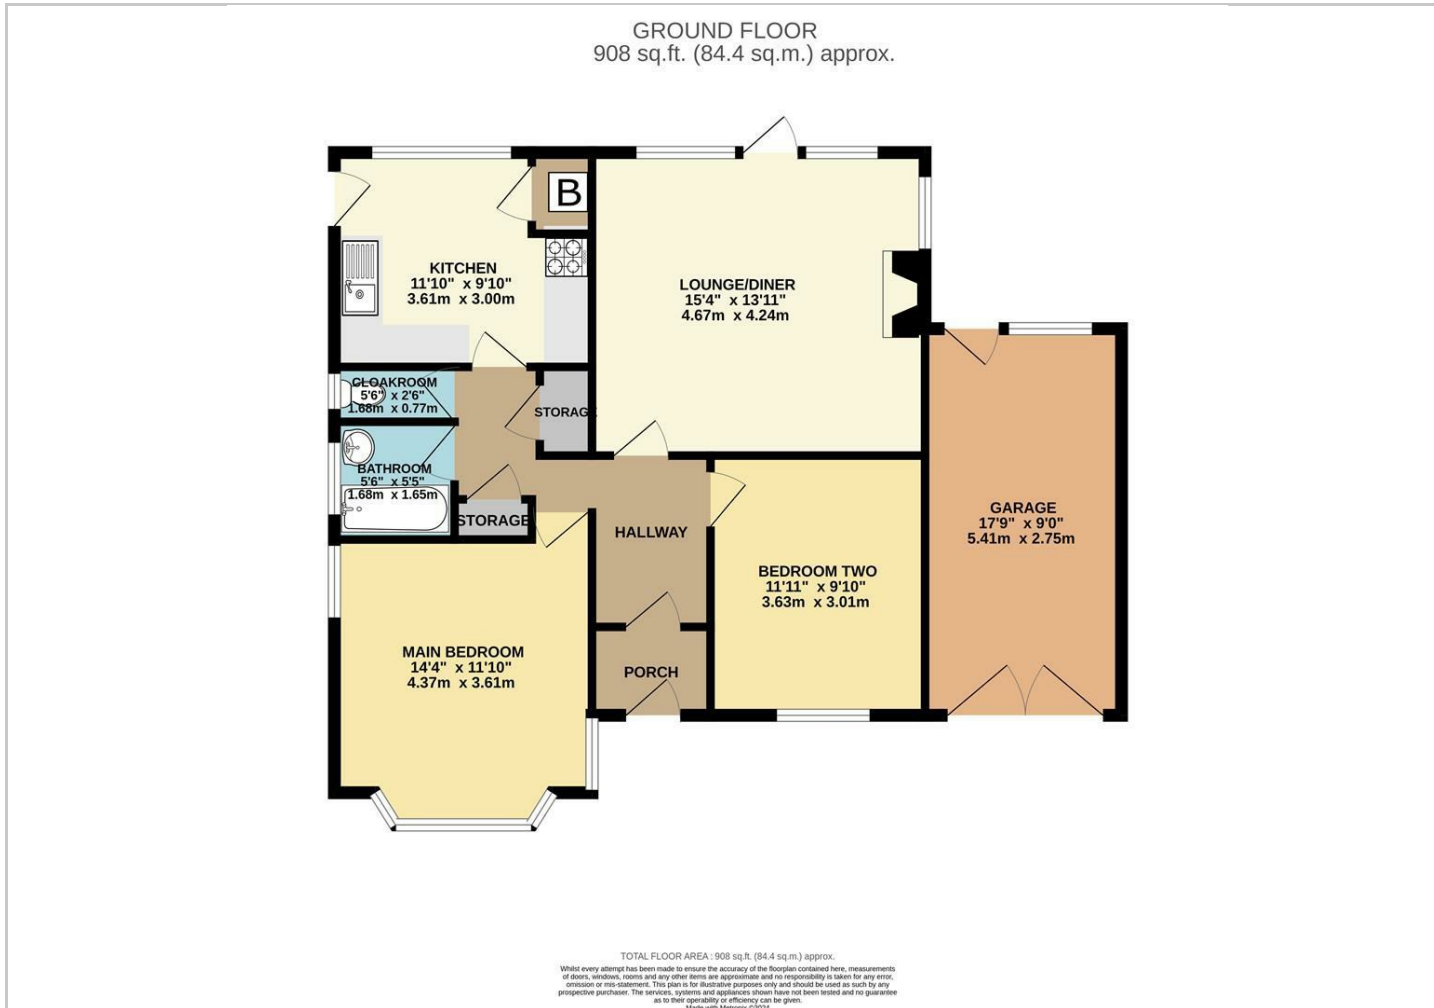 GROUND FLOOR
908 sq.ft. (84.4 sq.m.) approx.
B
KITCHEN
11'10" x 9'10"
3.61m x 3.00m
LOUNGE/DINER
15'4" x 13'11"
4.67m x 4.24m
CLOAKROOM
5'6" x 2'6"
1.68m x 0.77m
STORAGE
BATHROOM
5'6" x 5'5"
1.68m x 1.65m
STORAGE
HALLWAY
BEDROOM TWO
11'11" x 9'10"
3.63m x 3.01m
GARAGE
17'9" x 9'0"
5.41m x 2.75m
MAIN BEDROOM
14'4" x 11'10"
4.37m x 3.61m
PORCH
TOTAL FLOOR AREA : 908 sq.ft. (84.4 sq.m.) approx.
Whilst every attempt has been made to ensure the accuracy of the floorplan contained here, measurements
of doors, windows, rooms and any other items are approximate and no responsibility is taken for any error,
omission or mis-statement. This plan is for illustrative purposes only and should be used as such by any
prospective purchaser. The services, systems and appliances shown have not been tested and no guarantee
as to their operability or efficiency can be given.
Made with Metropix ©2024